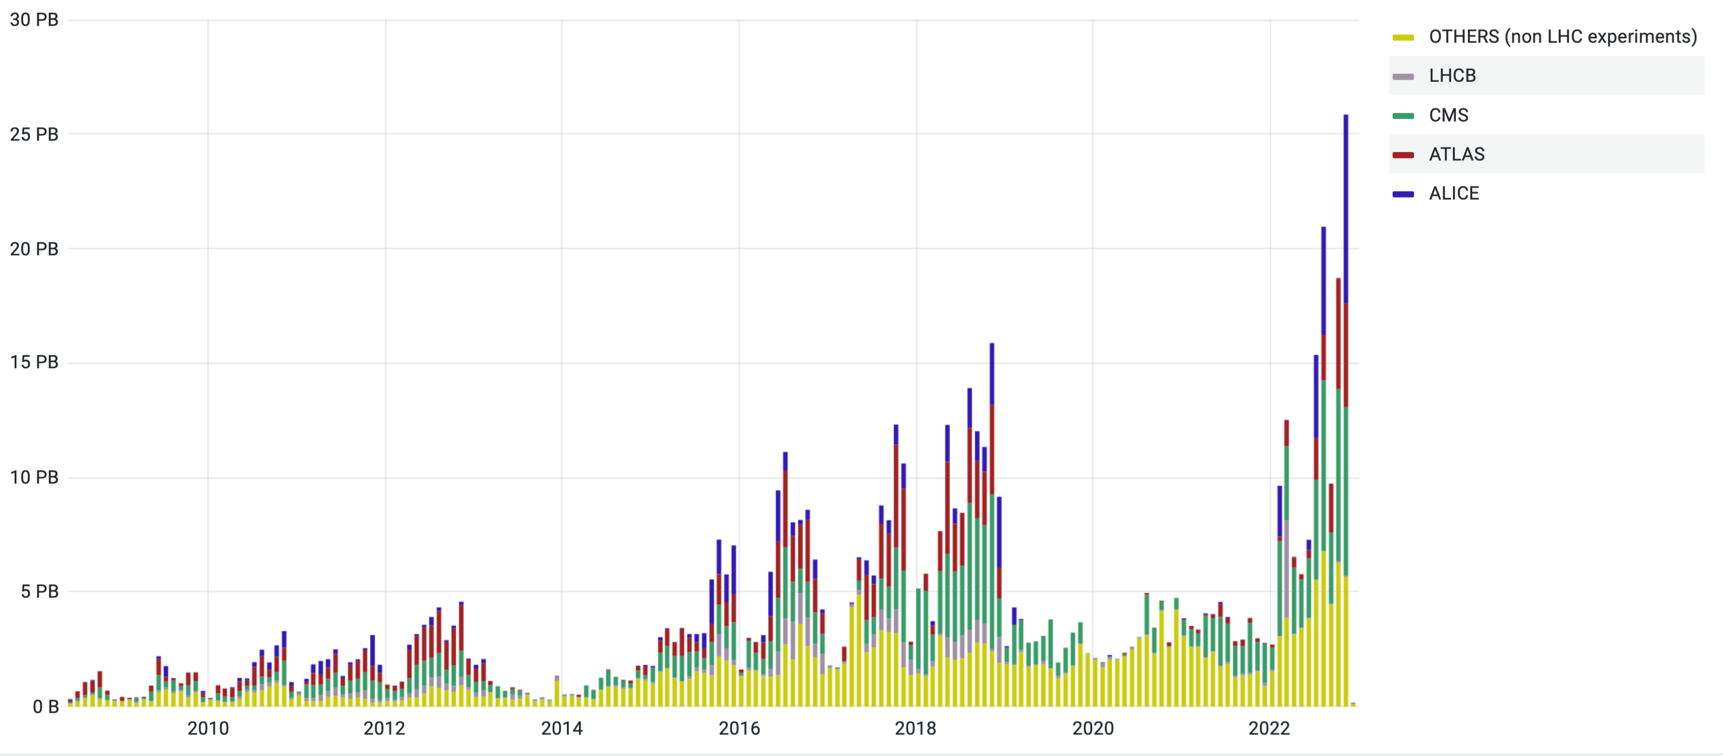 30 PB
25 PB
20 PB
15 PB
10 PB
5 PB
0 B
2010 2012 2014 2016 2018 2020 2022
OTHERS (non LHC experiments)
LHCB
CMS
ATLAS
ALICE